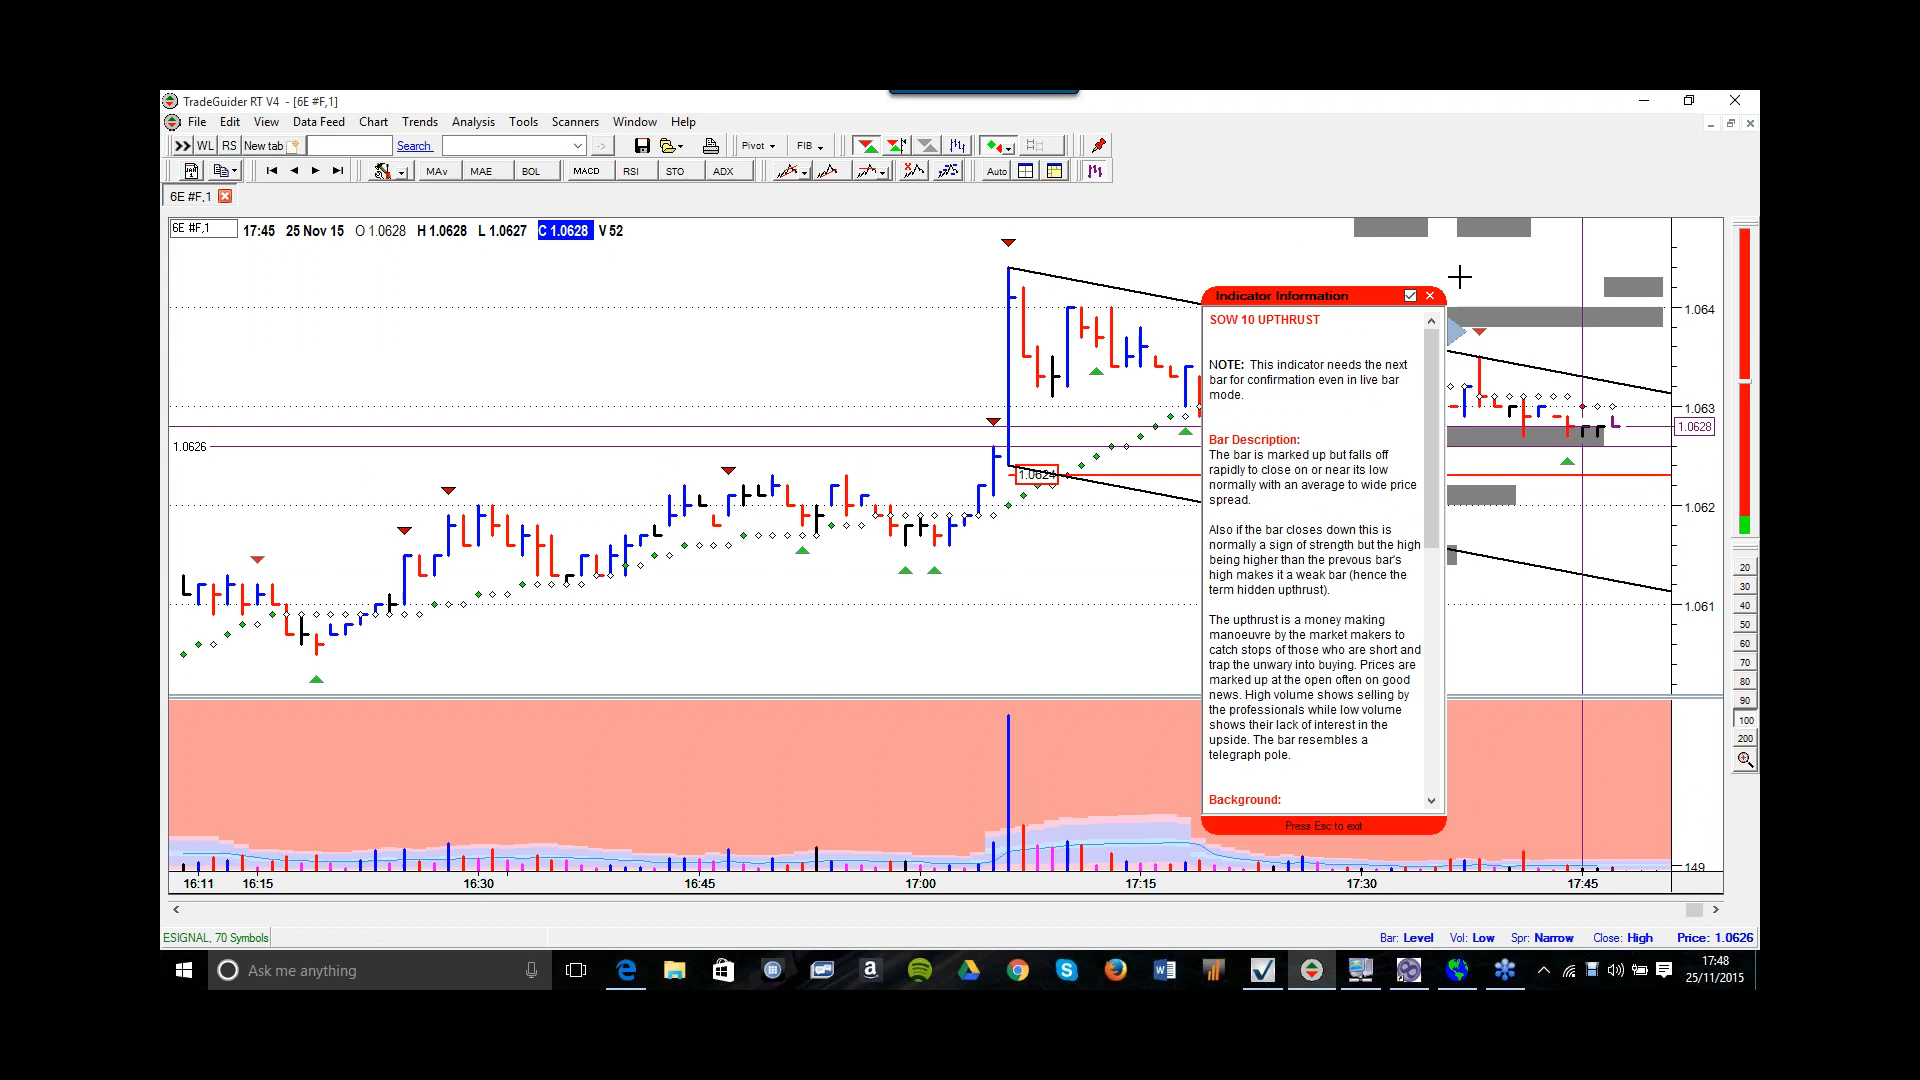 TradeGuider RT V4 - [6E #F,1]
File Edit View Data Feed Chart Trends Analysis Tools Scanners Window Help
WL RS New tab Search Pivot FIB
MAv MAE BOL MACD RSI STO ADX Auto
6E #F,1
6E #F,1 17:45 25 Nov 15 O 1.0628 H 1.0628 L 1.0627 C 1.0628 V 52
Indicator Information
SOW 10 UPTHRUST
NOTE: This indicator needs the next
bar for confirmation even in live bar
mode.
Bar Description:
The bar is marked up but falls off
rapidly to close on or near its low
normally with an average to wide price
spread.
Also if the bar closes down this is
normally a sign of strength but the high
being higher than the prevous bar's
high makes it a weak bar (hence the
term hidden upthrust).
The upthrust is a money making
manoeuvre by the market makers to
catch stops of those who are short and
trap the unwary into buying. Prices are
marked up at the open often on good
news. High volume shows selling by
the professionals while low volume
shows their lack of interest in the
upside. The bar resembles a
telegraph pole.
Background:
Press Esc to exit
1.0626
1.0624
1.064
1.063
1.0628
1.062
1.061
149
20
30
40
50
60
70
80
90
100
200
16:11 16:15 16:30 16:45 17:00 17:15 17:30 17:45
ESIGNAL, 70 Symbols Bar: Level Vol: Low Spr: Narrow Close: High Price: 1.0626
Ask me anything
17:48
25/11/2015